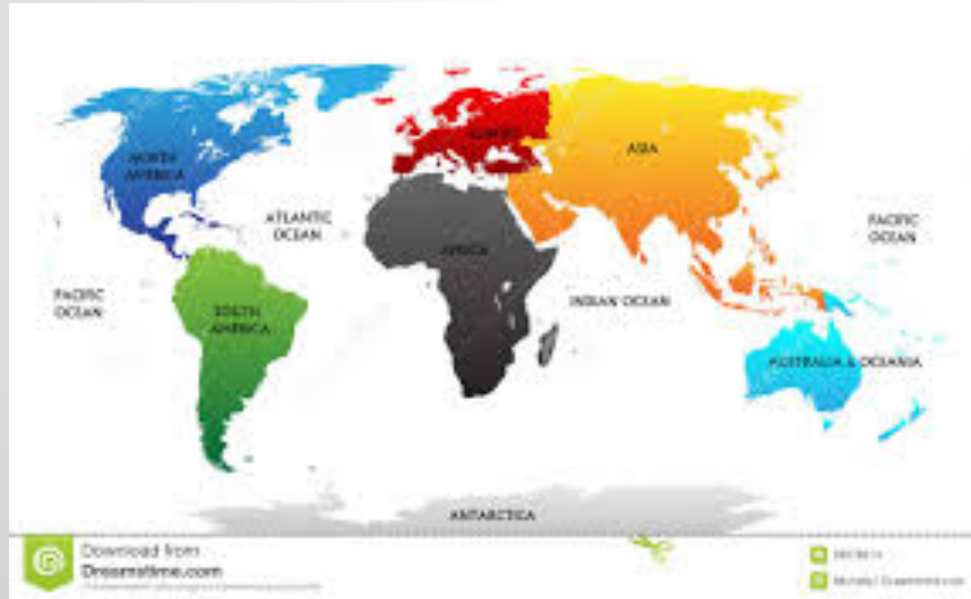 NORTH
AMERICA
EUROPE
ASIA
ATLANTIC
OCEAN
PACIFIC
OCEAN
AFRICA
PACIFIC
OCEAN
INDIAN OCEAN
SOUTH
AMERICA
AUSTRALIA & OCEANIA
ANTARCTICA
Download from
Dreamstime.com